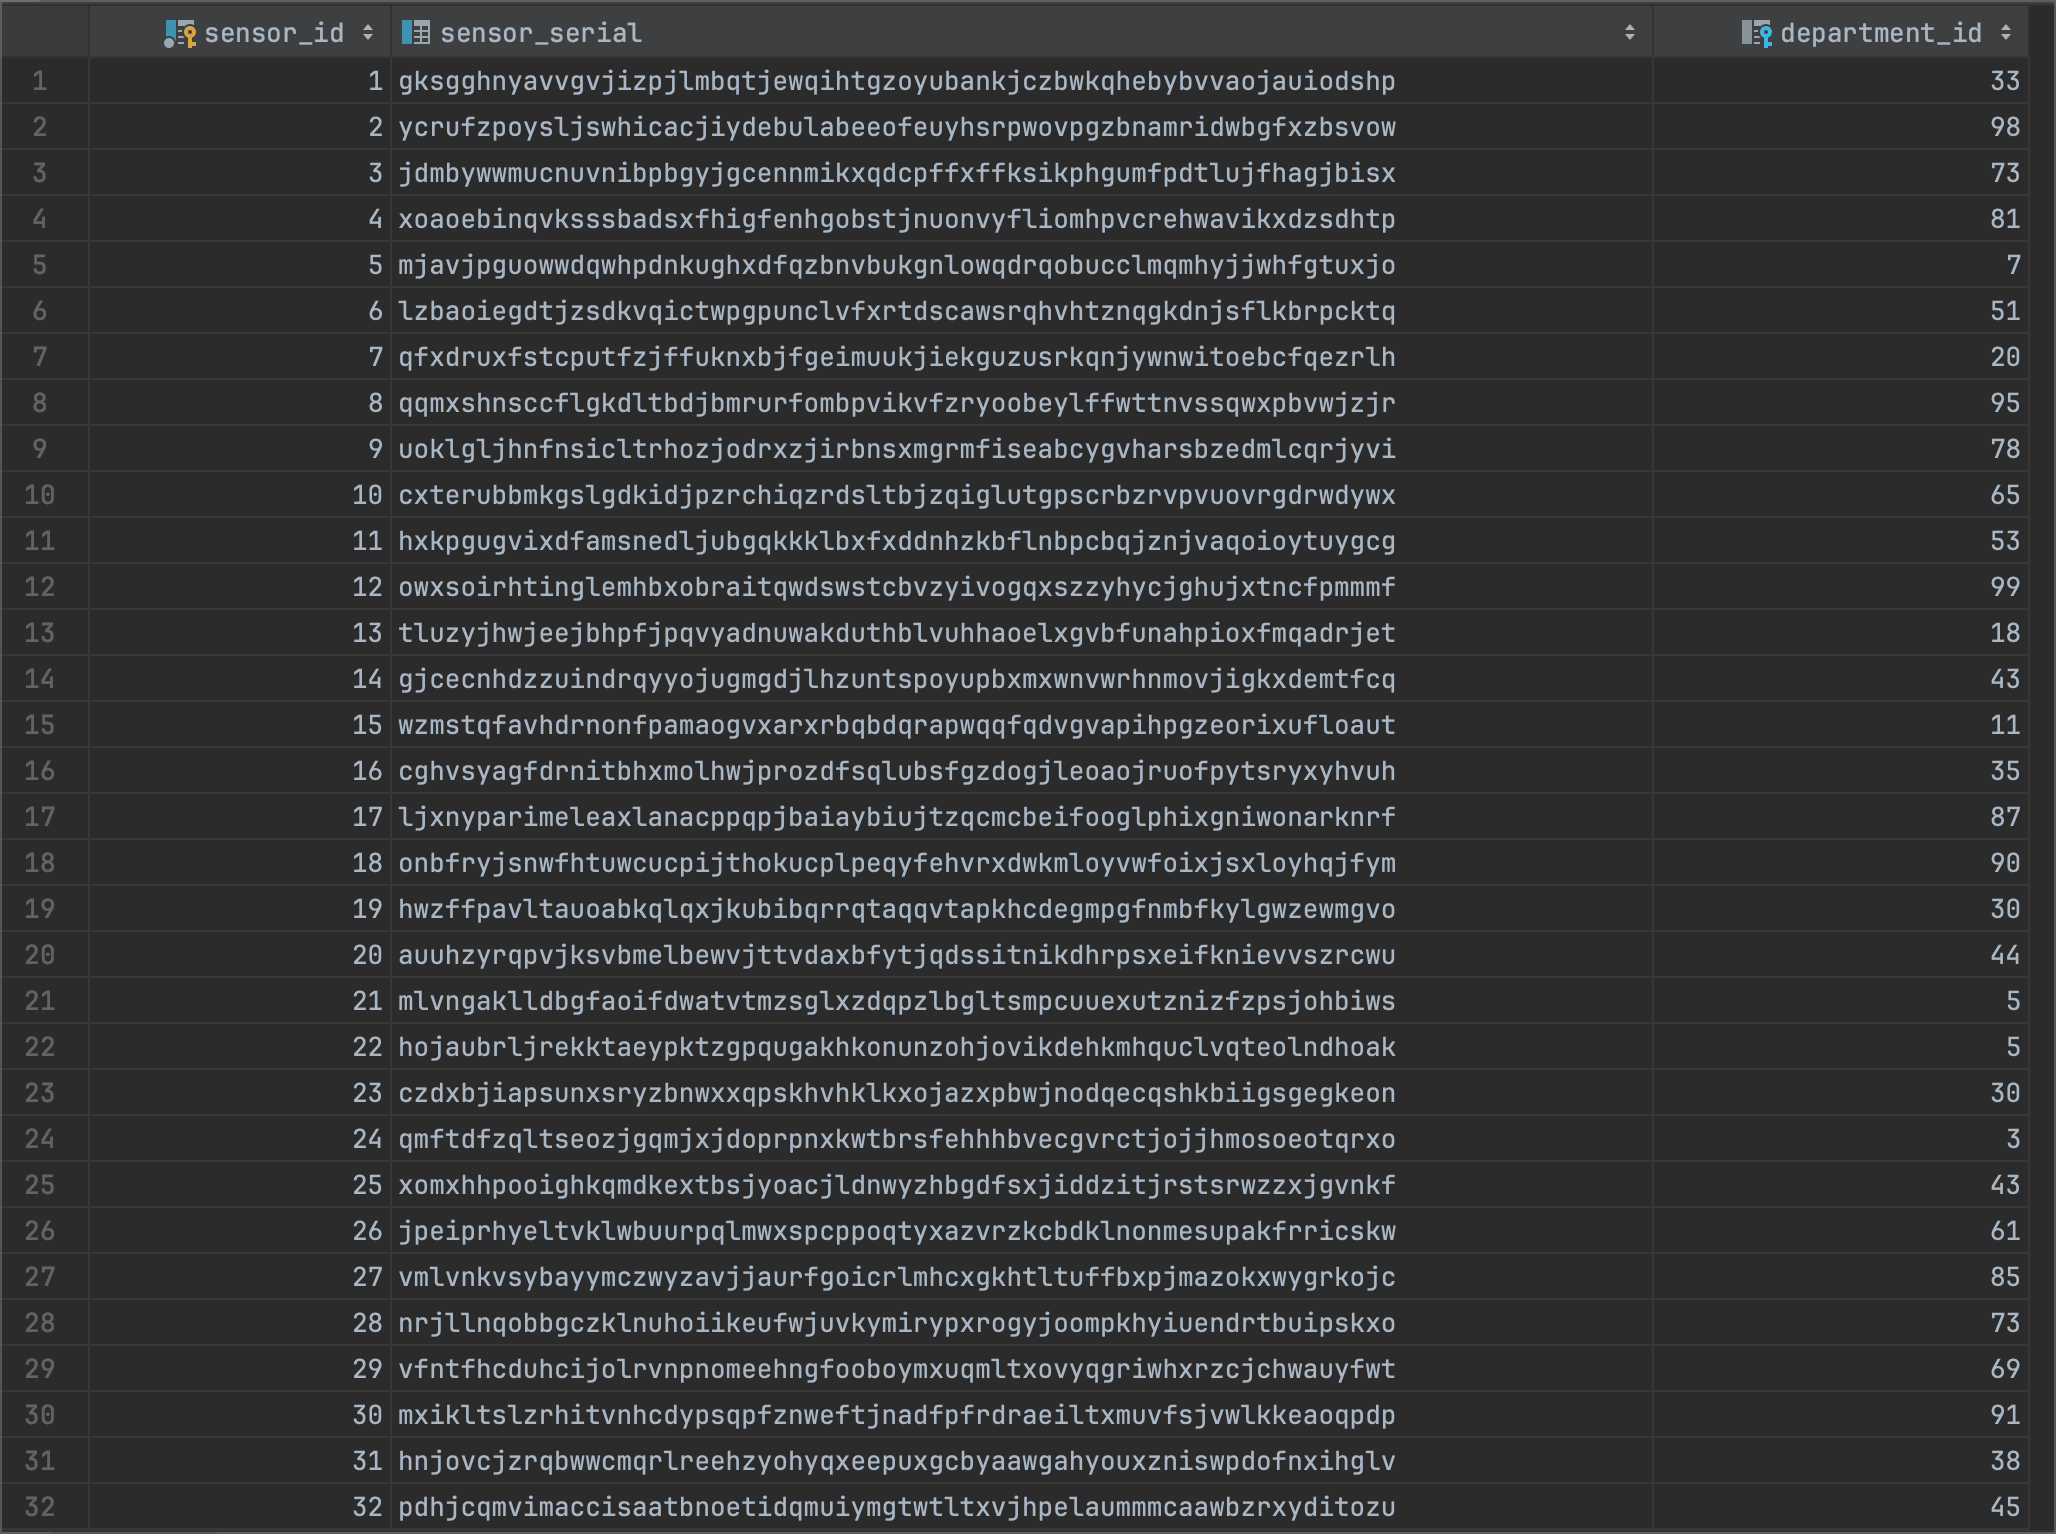 sensor_id sensor_serial department_id
1 1 gksgghnyavvgvjizpjlmbqtjewqihtgzoyubankjczbwkqhebybvvaojauiodshp 33
2 2 ycrufzpoysljswhicacjiydebulabeeofeuyhsrpwovpgzbnamridwbgfxzbsvow 98
3 3 jdmbywwmucnuvnibpbgyjgcennmikxqdcpffxffksikphgumfpdtlujfhagjbisx 73
4 4 xoaoebinqvksssbadsxfhigfenhgobstjnuonvyfliomhpvcrehwavikxdzsdhtp 81
5 5 mjavjpguowwdqwhpdnkughxdfqzbnvbukgnlowqdrqobucclmqmhyjjwhfgtuxjo 7
6 6 lzbaoiegdtjzsdkvqictwpgpunclvfxrtdscawsrqhvhtznqgkdnjsflkbrpcktq 51
7 7 qfxdruxfstcputfzjffuknxbjfgeimuukjiekguzusrkqnjywnwitoebcfqezrlh 20
8 8 qqmxshnsccflgkdltbdjbmrurfombpvikvfzryoobeylffwttnvssqwxpbvwjzjr 95
9 9 uoklgljhnfnsicltrhozjodrxzjirbnsxmgrmfiseabcygvharsbzedmlcqrjyvi 78
10 10 cxterubbmkgslgdkidjpzrchiqzrdsltbjzqiglutgpscrbzrvpvuovrgdrwdywx 65
11 11 hxkpgugvixdfamsnedljubgqkkklbxfxddnhzkbflnbpcbqjznjvaqoioytuygcg 53
12 12 owxsoirhtinglemhbxobraitqwdswstcbvzyivogqxszzyhycjghujxtncfpmmmf 99
13 13 tluzyjhwjeejbhpfjpqvyadnuwakduthblvuhhaoelxgvbfunahpioxfmqadrjet 18
14 14 gjcecnhdzzuindrqyyojugmgdjlhzuntspoyupbxmxwnvwrhnmovjigkxdemtfcq 43
15 15 wzmstqfavhdrnonfpamaogvxarxrbqbdqrapwqqfqdvgvapihpgzeorixufloaut 11
16 16 cghvsyagfdrnitbhxmolhwjprozdfsqlubsfgzdogjleoaojruofpytsryxyhvuh 35
17 17 ljxnyparimeleaxlanacppqpjbaiaybiujtzqcmcbeifooglphixgniwonarknrf 87
18 18 onbfryjsnwfhtuwcucpijthokucplpeqyfehvrxdwkmloyvwfoixjsxloyhqjfym 90
19 19 hwzffpavltauoabkqlqxjkubibqrrqtaqqvtapkhcdegmpgfnmbfkylgwzewmgvo 30
20 20 auuhzyrqpvjksvbmelbewvjttvdaxbfytjqdssitnikdhrpsxeifknievvszrcwu 44
21 21 mlvngaklldbgfaoifdwatvtmzsglxzdqpzlbgltsmpcuuexutznizfzpsjohbiws 5
22 22 hojaubrljrekktaeypktzgpqugakhkonunzohjovikdehkmhquclvqteolndhoak 5
23 23 czdxbjiapsunxsryzbnwxxqpskhvhklkxojazxpbwjnodqecqshkbiigsgegkeon 30
24 24 qmftdfzqltseozjgqmjxjdoprpnxkwtbrsfehhhbvecgvrctjojjhmosoeotqrxo 3
25 25 xomxhhpooighkqmdkextbsjyoacjldnwyzhbgdfsxjiddzitjrstsrwzzxjgvnkf 43
26 26 jpeiprhyeltvklwbuurpqlmwxspcppoqtyxazvrzkcbdklnonmesupakfrricskw 61
27 27 vmlvnkvsybayymczwyzavjjaurfgoicrlmhcxgkhtltuffbxpjmazokxwygrkojc 85
28 28 nrjllnqobbgczklnuhoiikeufwjuvkymirypxrogyjoompkhyiuendrtbuipskxo 73
29 29 vfntfhcduhcijolrvnpnomeehngfooboymxuqmltxovyqgriwhxrzcjchwauyfwt 69
30 30 mxikltslzrhitvnhcdypsqpfznweftjnadfpfrdraeiltxmuvfsjvwlkkeaoqpdp 91
31 31 hnjovcjzrqbwwcmqrlreehzyohyqxeepuxgcbyaawgahyouxzniswpdofnxihglv 38
32 32 pdhjcqmvimaccisaatbnoetidqmuiymgtwtltxvjhpelaummmcaawbzrxyditozu 45